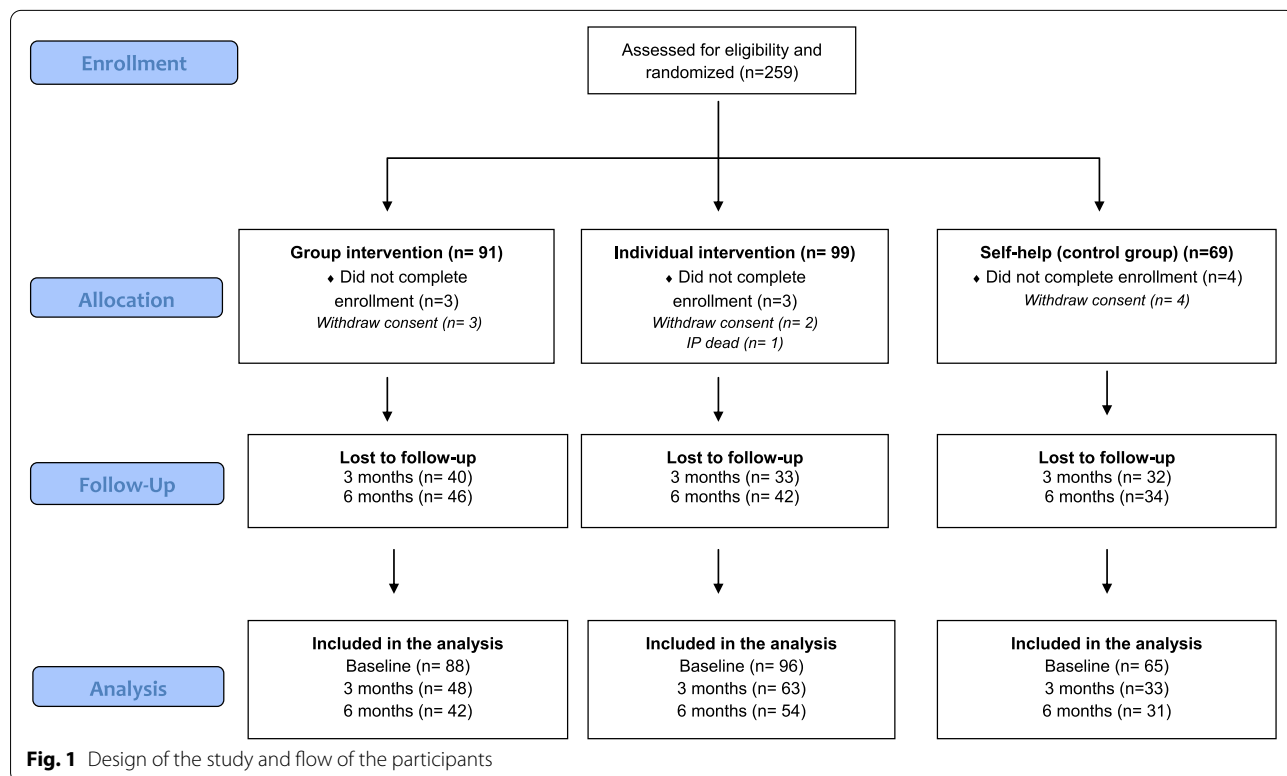 Enrollment
Assessed for eligibility and
randomized (n=259)
Allocation
Group intervention (n= 91)
♦ Did not complete
enrollment (n=3)
Withdraw consent (n= 3)
Individual intervention (n= 99)
♦ Did not complete
enrollment (n=3)
Withdraw consent (n= 2)
IP dead (n= 1)
Self-help (control group) (n=69)
♦ Did not complete enrollment (n=4)
Withdraw consent (n= 4)
Follow-Up
Lost to follow-up
3 months (n= 40)
6 months (n= 46)
Lost to follow-up
3 months (n= 33)
6 months (n= 42)
Lost to follow-up
3 months (n= 32)
6 months (n=34)
Analysis
Included in the analysis
Baseline (n= 88)
3 months (n= 48)
6 months (n= 42)
Included in the analysis
Baseline (n= 96)
3 months (n= 63)
6 months (n= 54)
Included in the analysis
Baseline (n= 65)
3 months (n=33)
6 months (n= 31)
Fig. 1 Design of the study and flow of the participants